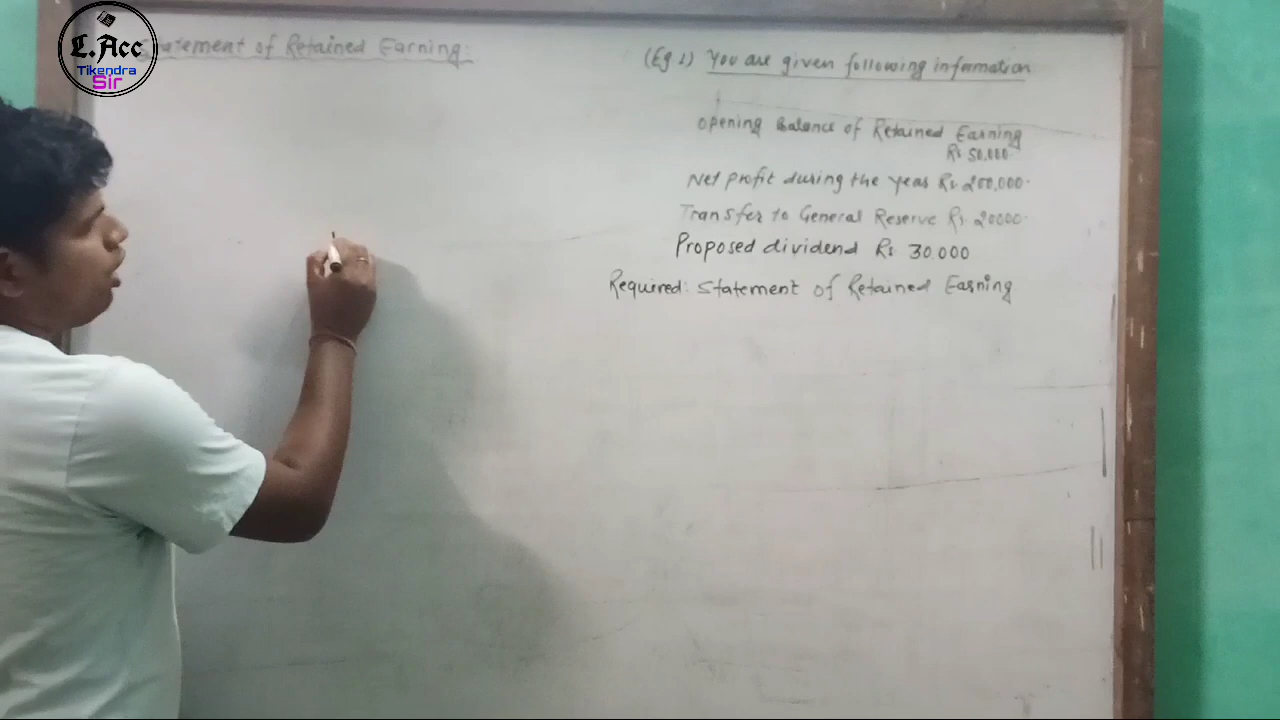 L.Acc
Tikendra
Sir
Statement of Retained Earning:
(Eg 1) You are given following information
Opening Balance of Retained Earning
Rs 50,000
Net profit during the year Rs. 200,000.
Transfer to General Reserve Rs. 20000
Proposed dividend Rs 30,000
Required: Statement of Retained Earning